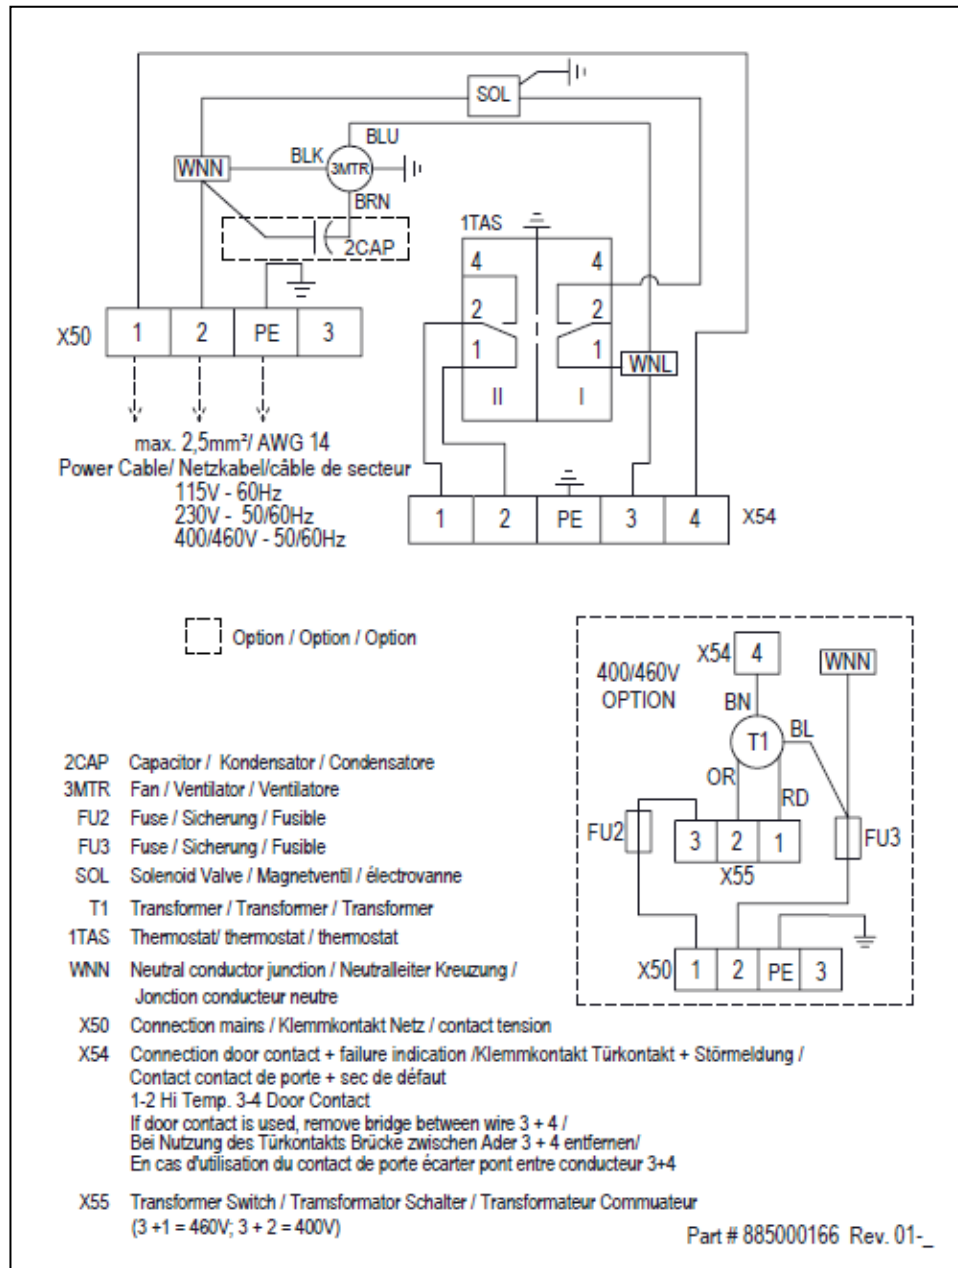 SOL
BLU
WNN
BLK
3MTR
BRN
2CAP
1TAS
4
4
2
2
1
1
WNL
II
I
X50
1
2
PE
3
max. 2,5mm²/ AWG 14
Power Cable/ Netzkabel/câble de secteur
115V - 60Hz
230V - 50/60Hz
400/460V - 50/60Hz
1
2
PE
3
4
X54
Option / Option / Option
400/460V
OPTION
X54
4
WNN
BN
T1
BL
OR
RD
FU2
3
2
1
FU3
X55
X50
1
2
PE
3
2CAP Capacitor / Kondensator / Condensatore
3MTR Fan / Ventilator / Ventilatore
FU2 Fuse / Sicherung / Fusible
FU3 Fuse / Sicherung / Fusible
SOL Solenoid Valve / Magnetventil / électrovanne
T1 Transformer / Transformer / Transformer
1TAS Thermostat/ thermostat / thermostat
WNN Neutral conductor junction / Neutralleiter Kreuzung /
Jonction conducteur neutre
X50 Connection mains / Klemmkontakt Netz / contact tension
X54 Connection door contact + failure indication /Klemmkontakt Türkontakt + Störmeldung /
Contact contact de porte + sec de défaut
1-2 Hi Temp. 3-4 Door Contact
If door contact is used, remove bridge between wire 3 + 4 /
Bei Nutzung des Türkontakts Brücke zwischen Ader 3 + 4 entfernen/
En cas d'utilisation du contact de porte écarter pont entre conducteur 3+4
X55 Transformer Switch / Tramsformator Schalter / Transformateur Commuateur
(3 +1 = 460V; 3 + 2 = 400V)
Part # 885000166 Rev. 01-_